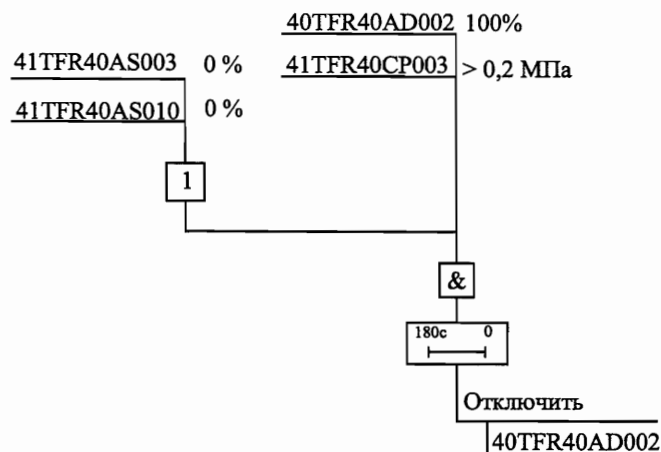 40TFR40AD002 100%
41TFR40AS003 0 %
41TFR40CP003 > 0,2 МПа
41TFR40AS010 0 %
1
&
180с 0
Отключить
40TFR40AD002